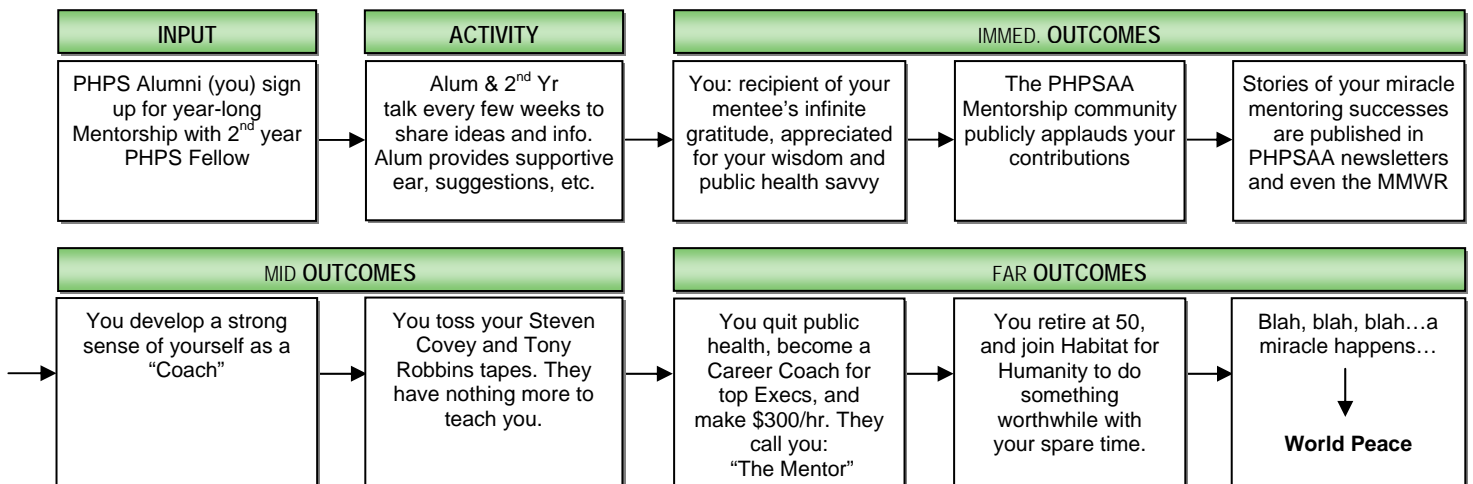 INPUT
PHPS Alumni (you) sign
up for year-long
Mentorship with 2nd year
PHPS Fellow
ACTIVITY
Alum & 2nd Yr
talk every few weeks to
share ideas and info.
Alum provides supportive
ear, suggestions, etc.
IMMED. OUTCOMES
You: recipient of your
mentee's infinite
gratitude, appreciated
for your wisdom and
public health savvy
The PHPSAA
Mentorship community
publicly applauds your
contributions
Stories of your miracle
mentoring successes
are published in
PHPSAA newsletters
and even the MMWR
MID OUTCOMES
You develop a strong
sense of yourself as a
“Coach”
You toss your Steven
Covey and Tony
Robbins tapes. They
have nothing more to
teach you.
FAR OUTCOMES
You quit public
health, become a
Career Coach for
top Execs, and
make $300/hr. They
call you:
“The Mentor”
You retire at 50,
and join Habitat for
Humanity to do
something
worthwhile with
your spare time.
Blah, blah, blah…a
miracle happens…
World Peace